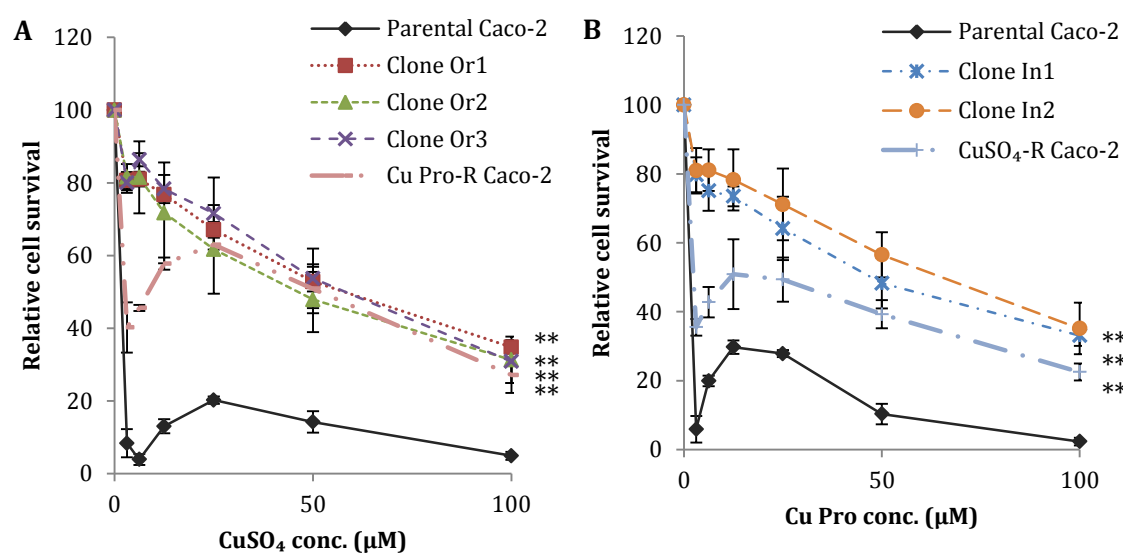 A
120
100
80
60
40
20
0
0
50
100
Relative cell survival
CuSO₄ conc. (µM)
Parental Caco-2
Clone Or1
Clone Or2
Clone Or3
Cu Pro-R Caco-2
**
**
**
**
B
120
100
80
60
40
20
0
0
50
100
Relative cell survival
Cu Pro conc. (µM)
Parental Caco-2
Clone In1
Clone In2
CuSO₄-R Caco-2
**
**
**